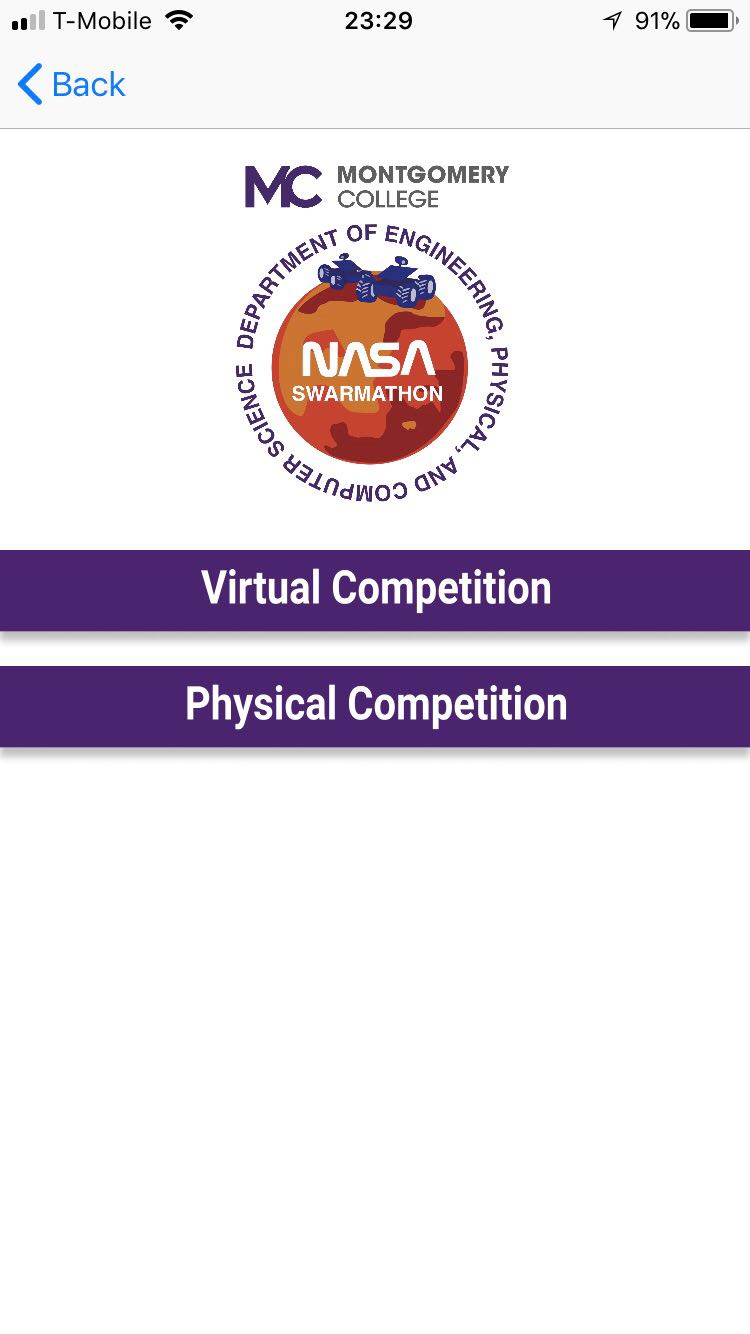 T-Mobile 23:29 91%
Back
MC MONTGOMERY
COLLEGE
DEPARTMENT OF ENGINEERING, PHYSICAL, AND COMPUTER SCIENCE
NASA
SWARMATHON
Virtual Competition
Physical Competition